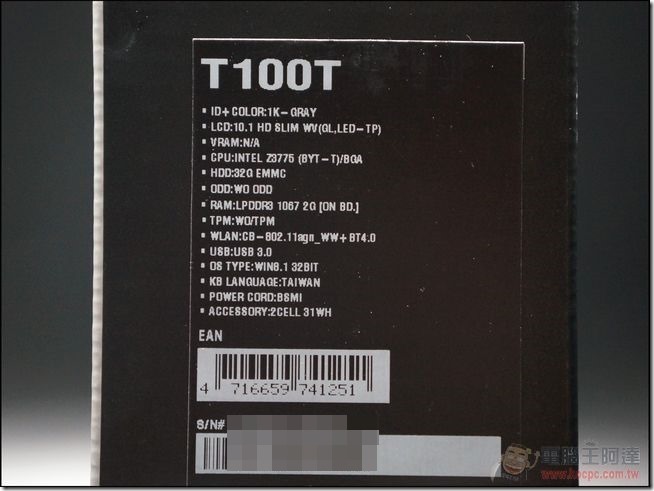 T100T
▪ ID+COLOR:1K-GRAY
▪ LCD:10.1 HD SLIM WV(GL,LED-TP)
▪ VRAM:N/A
▪ CPU:INTEL Z3775 (BYT-T)/BGA
▪ HDD:32G EMMC
▪ ODD:WO ODD
▪ RAM:LPDDR3 1067 2G [ON BD.]
▪ TPM:WO/TPM
▪ WLAN:CB-802.11agn_WW+BT4.0
▪ USB:USB 3.0
▪ OS TYPE:WIN8.1 32BIT
▪ KB LANGUAGE:TAIWAN
▪ POWER CORD:BSMI
▪ ACCESSORY:2CELL 31WH
EAN
4 716659 741251
S/N#
電腦王阿達
www.kocpc.com.tw